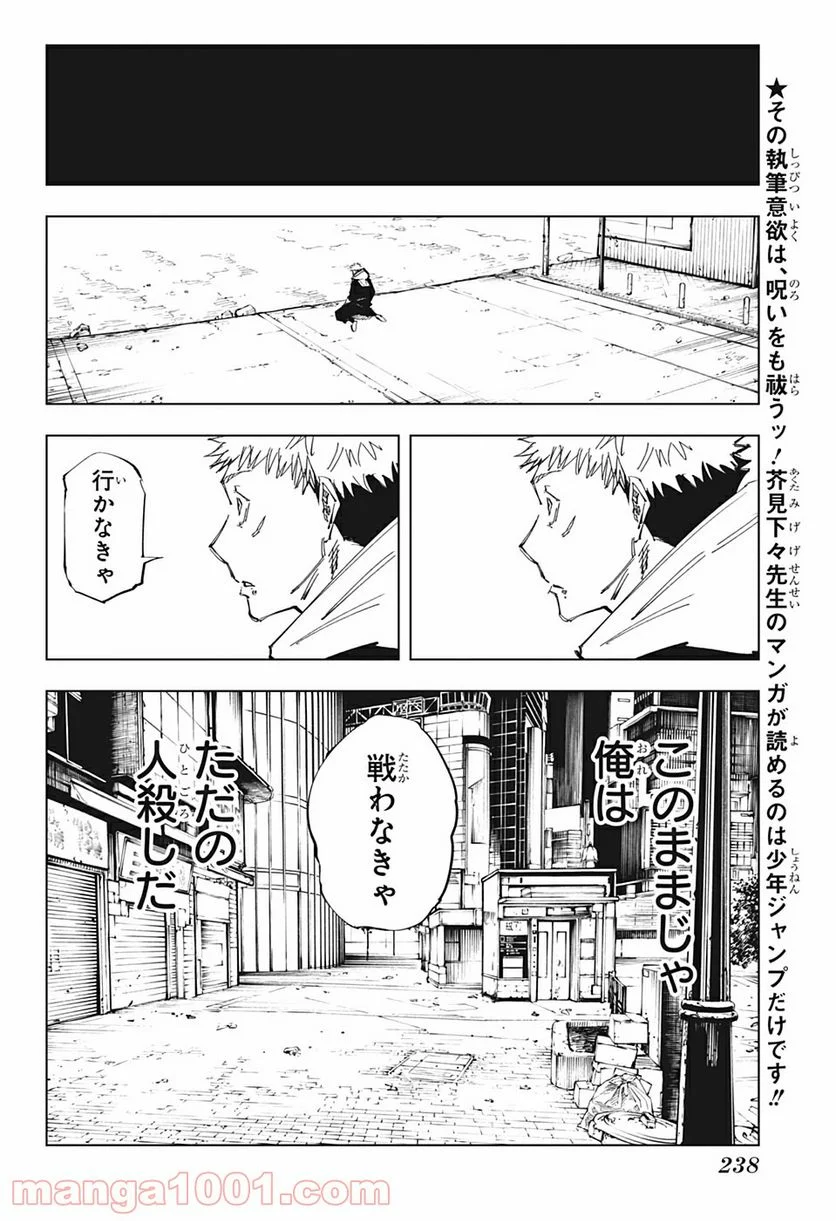 ★その執筆意欲は、呪いをも祓うッ!芥見下々先生のマンガが読めるのは少年ジャンプだけです!!
行かなきゃ
戦わなきゃ
このままじゃ
俺は
ただの
人殺しだ
238
manga1001.com